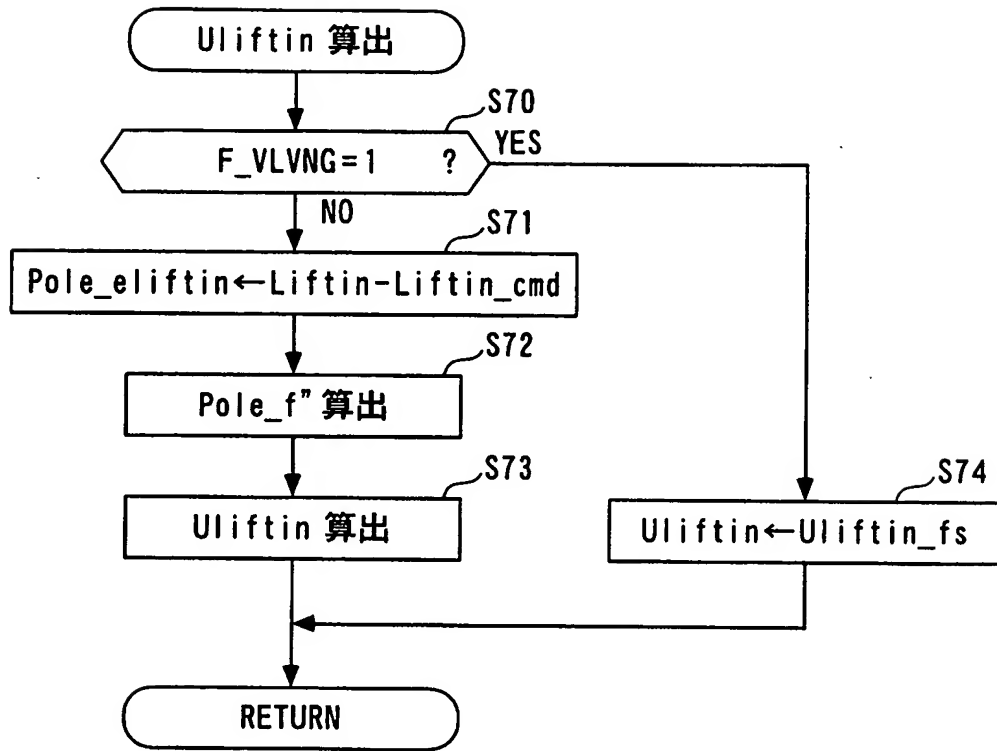 Uliftin 算出
S70
F_VLVNG=1 ?
YES
NO
S71
Pole_eliftin←Liftin-Liftin_cmd
S72
Pole_f” 算出
S73
Uliftin 算出
S74
Uliftin←Uliftin_fs
RETURN